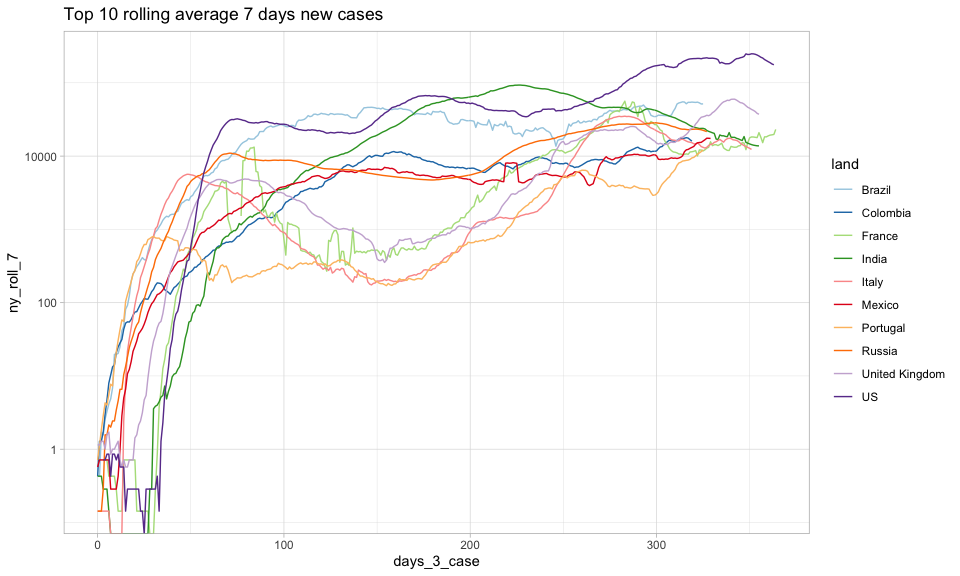 Top 10 rolling average 7 days new cases
ny_roll_7
10000
100
1
0
100
200
300
days_3_case
land
Brazil
Colombia
France
India
Italy
Mexico
Portugal
Russia
United Kingdom
US